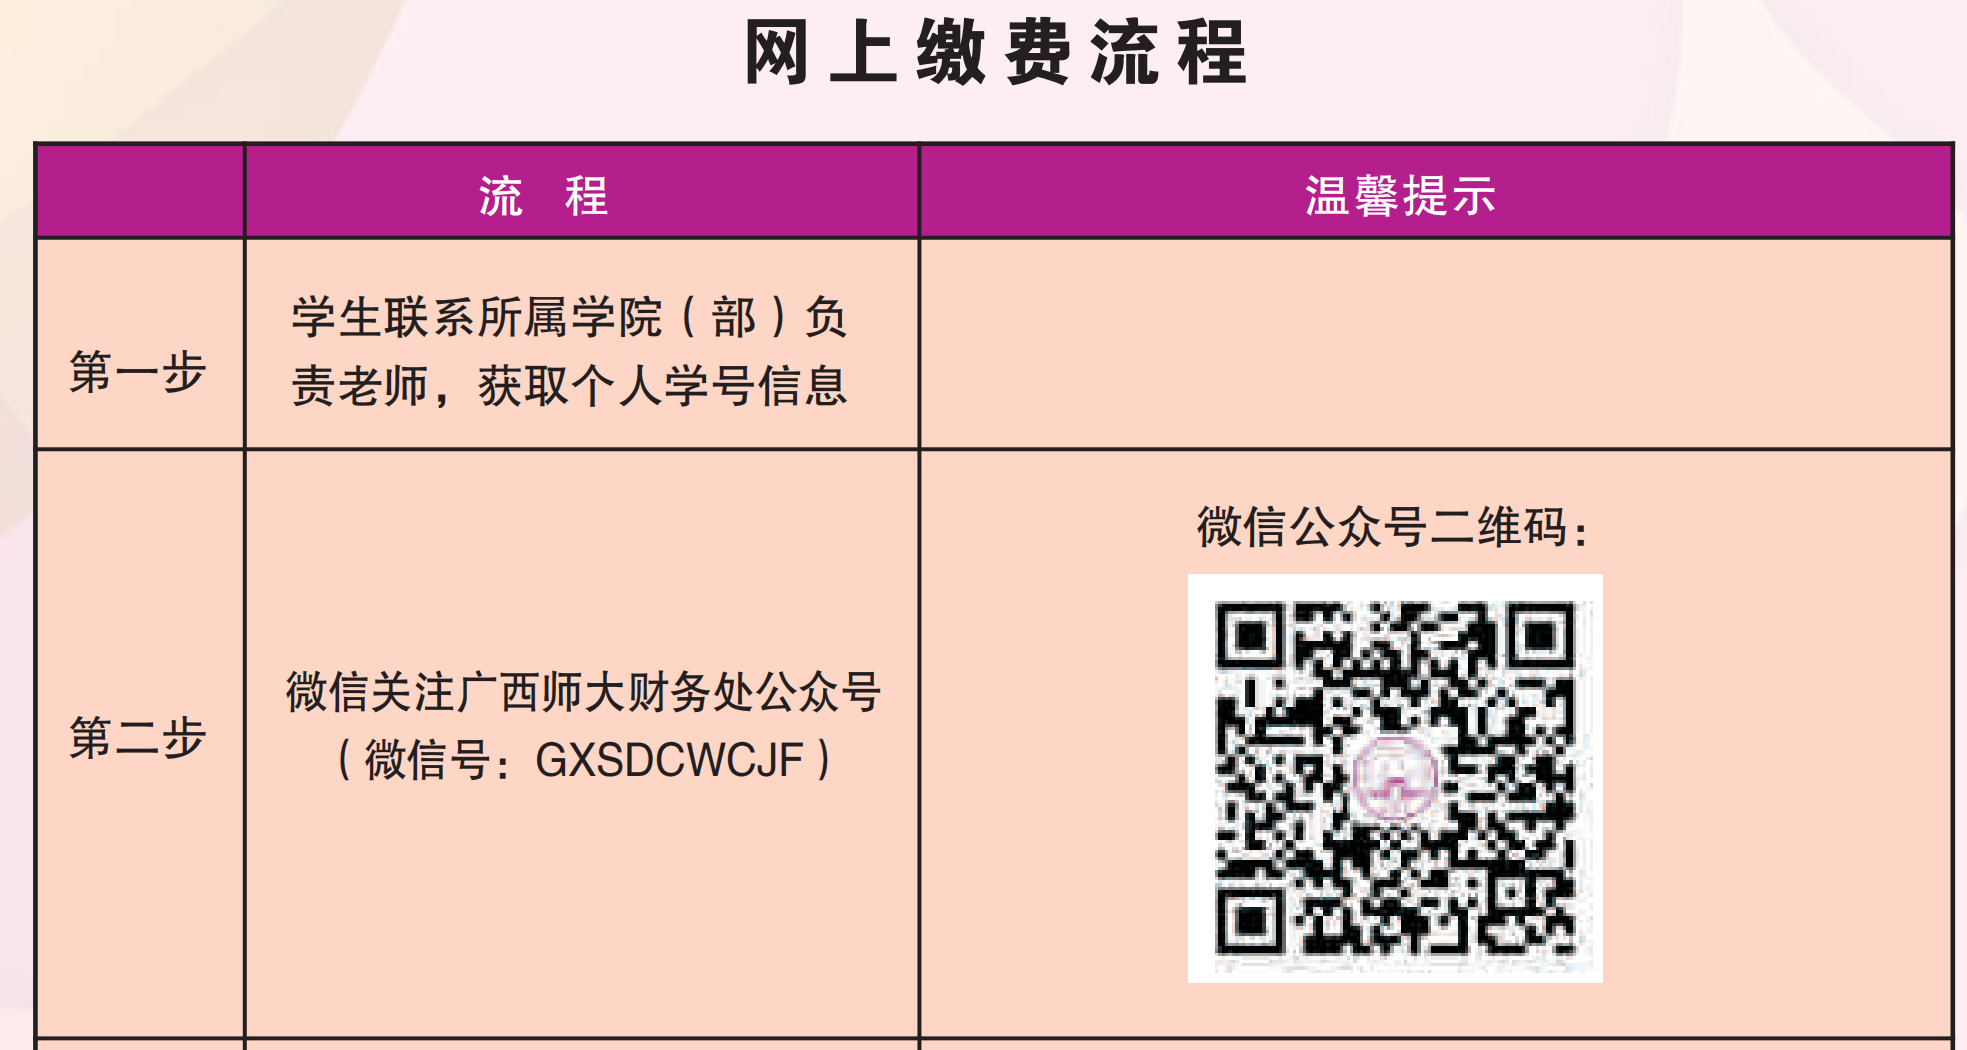 网上缴费流程
流 程
温馨提示
第一步
学生联系所属学院（部）负
责老师，获取个人学号信息
第二步
微信关注广西师大财务处公众号
（微信号：GXSDCWCJF）
微信公众号二维码：